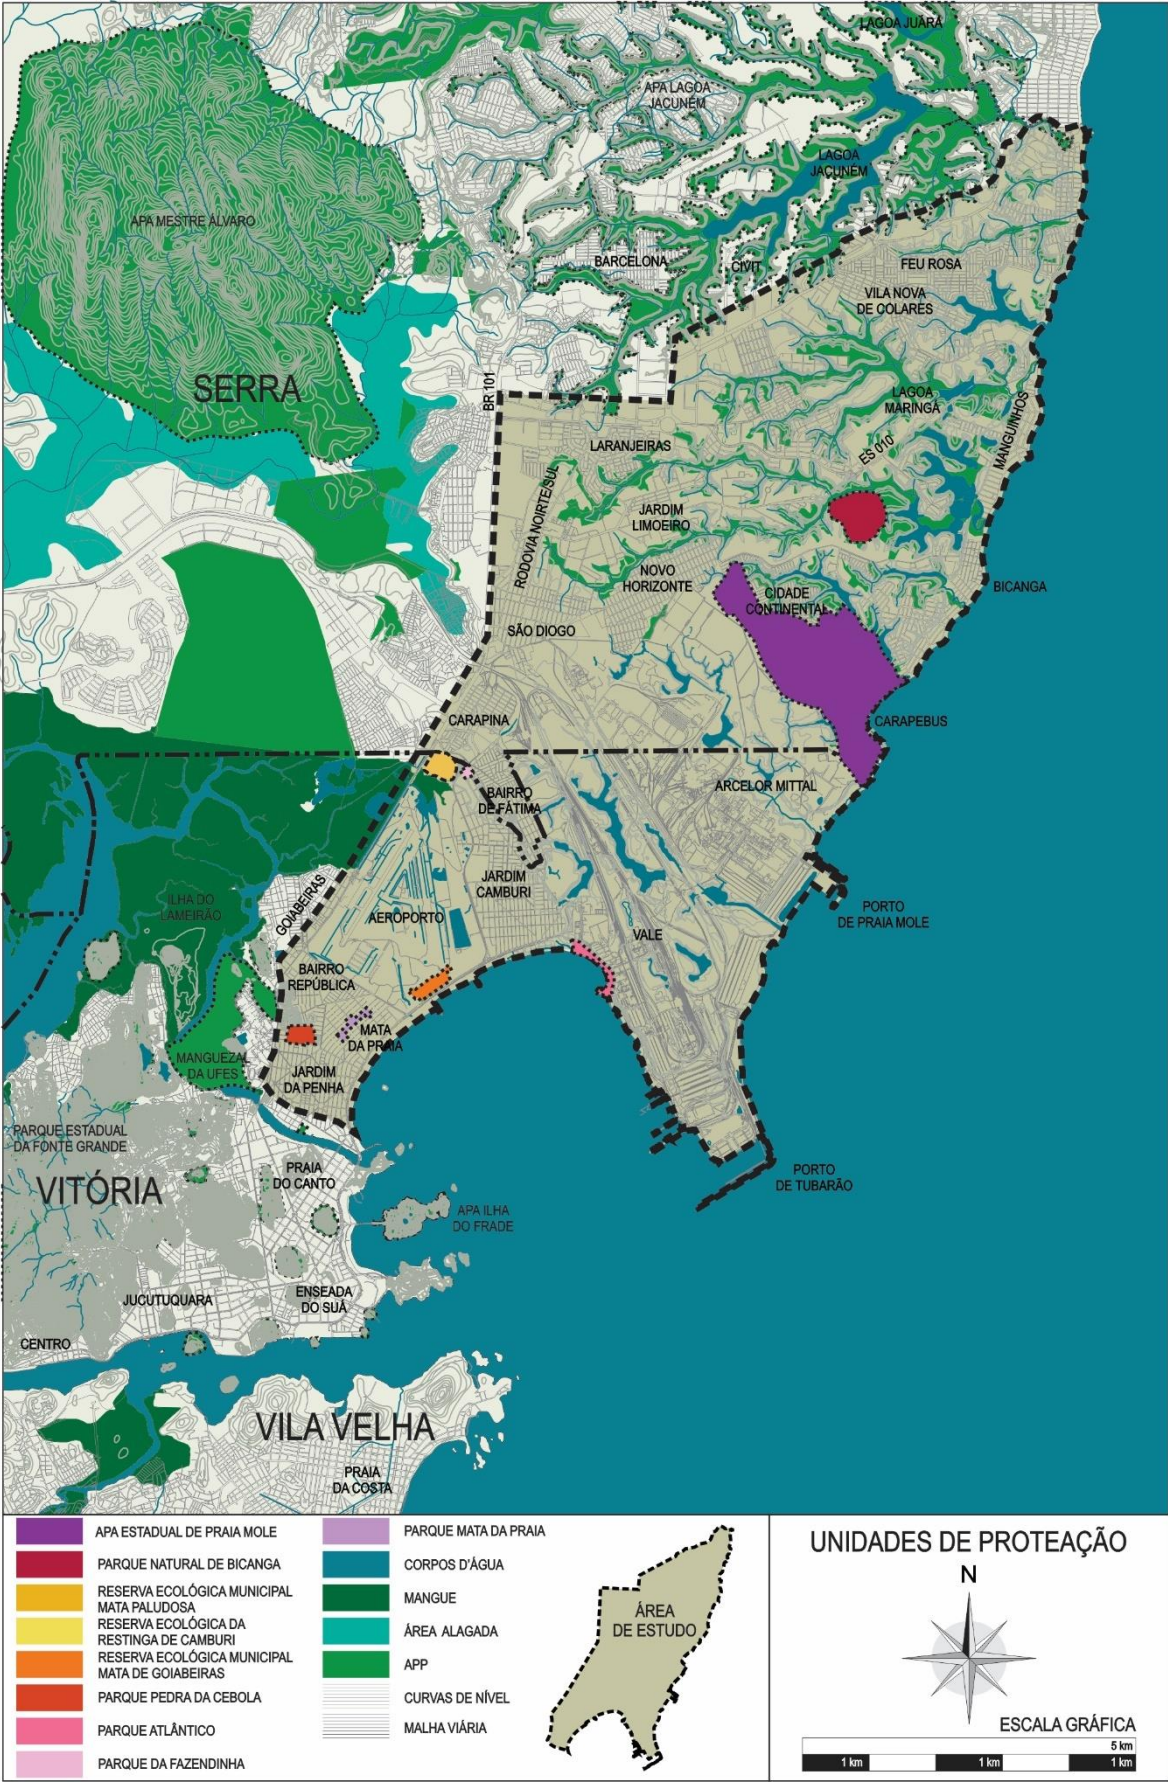 LAGOA JUARÁ
APA LAGOA
JACUNÉM
LAGOA
JACUNÉM
APA MESTRE ÁLVARO
BARCELONA
CIVIT
FEU ROSA
VILA NOVA
DE COLARES
SERRA
BR 101
LAGOA
MARINGÁ
MANGUINHOS
LARANJEIRAS
ES 010
RODOVIA NOIRTE/SUL
JARDIM
LIMOEIRO
NOVO
HORIZONTE
CIDADE
CONTINENTAL
BICANGA
SÃO DIOGO
CARAPINA
CARAPEBUS
BAIRRO
DE FÁTIMA
ARCELOR MITTAL
JARDIM
CAMBURI
GOIABEIRAS
ILHA DO
LAMEIRÃO
AEROPORTO
PORTO
DE PRAIA MOLE
VALE
BAIRRO
REPÚBLICA
MATA
DA PRAIA
MANGUEZAL
DA UFES
JARDIM
DA PENHA
PARQUE ESTADUAL
DA FONTE GRANDE
VITÓRIA
PRAIA
DO CANTO
PORTO
DE TUBARÃO
APA ILHA
DO FRADE
JUCUTUQUARA
ENSEADA
DO SUÁ
CENTRO
VILA VELHA
PRAIA
DA COSTA
APA ESTADUAL DE PRAIA MOLE
PARQUE NATURAL DE BICANGA
RESERVA ECOLÓGICA MUNICIPAL
MATA PALUDOSA
RESERVA ECOLÓGICA DA
RESTINGA DE CAMBURI
RESERVA ECOLÓGICA MUNICIPAL
MATA DE GOIABEIRAS
PARQUE PEDRA DA CEBOLA
PARQUE ATLÂNTICO
PARQUE DA FAZENDINHA
PARQUE MATA DA PRAIA
CORPOS D'ÁGUA
MANGUE
ÁREA ALAGADA
APP
CURVAS DE NÍVEL
MALHA VIÁRIA
ÁREA
DE ESTUDO
UNIDADES DE PROTEAÇÃO
N
ESCALA GRÁFICA
5 km
1 km 1 km 1 km